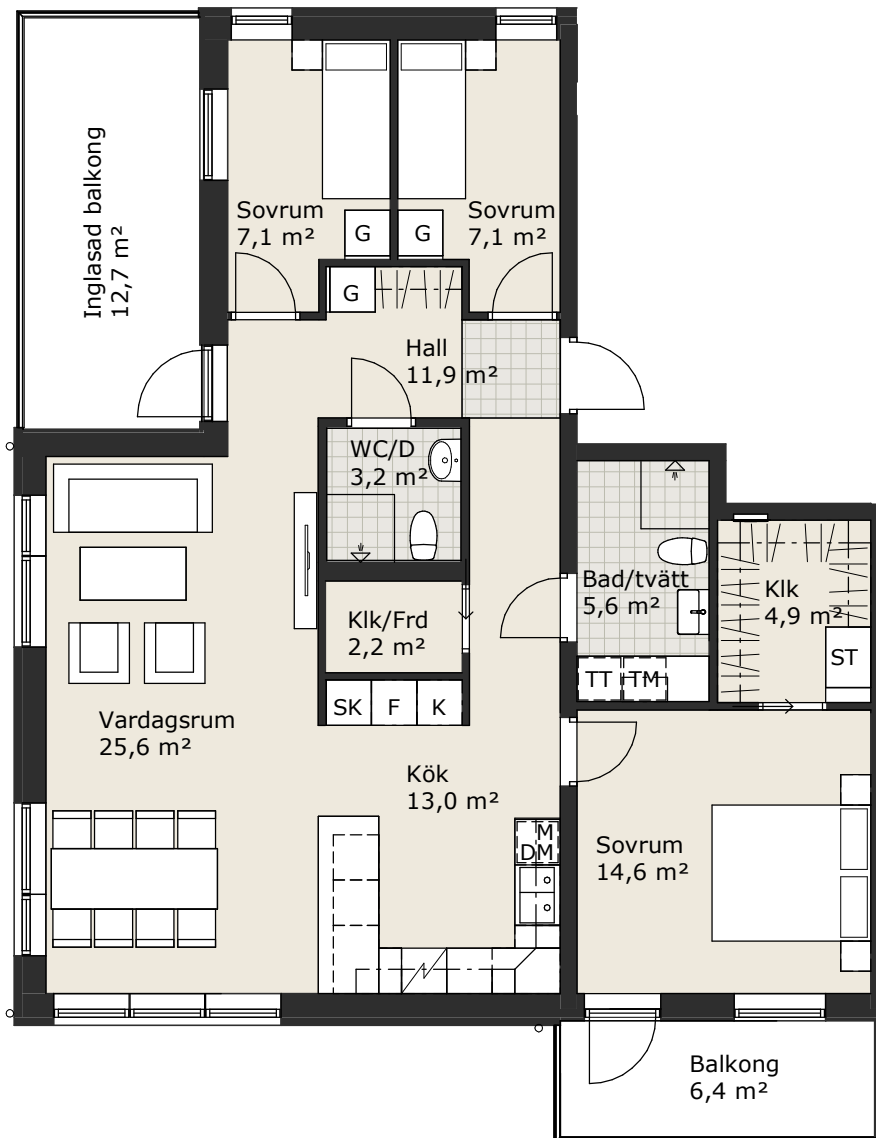 Inglasad balkong
12,7 m²
Sovrum
7,1 m²
G
G
Sovrum
7,1 m²
G
Hall
11,9 m²
WC/D
3,2 m²
Bad/tvätt
5,6 m²
Klk
4,9 m²
Klk/Frd
2,2 m²
ST
TT
TM
SK
F
K
Vardagsrum
25,6 m²
Kök
13,0 m²
M
DM
Sovrum
14,6 m²
Balkong
6,4 m²